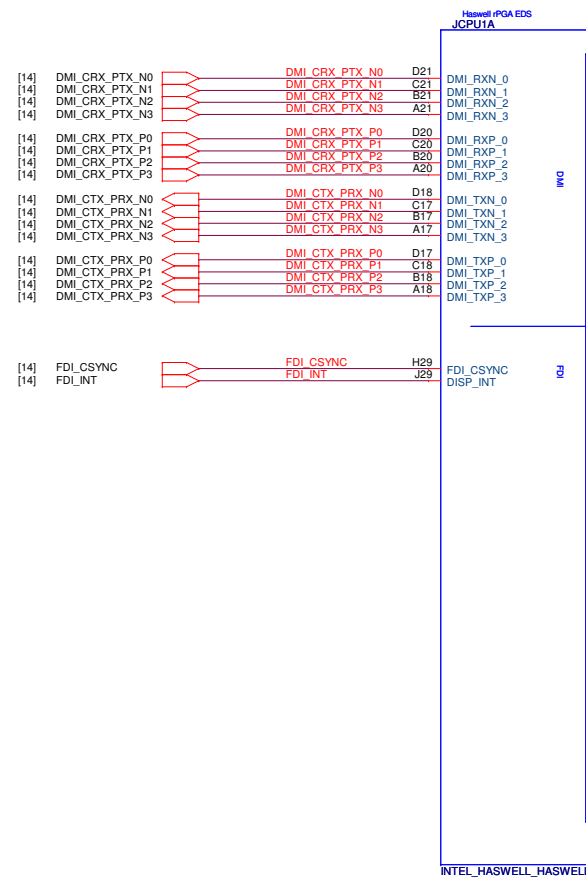 Haswell rPGA EDS
JCPU1A
[14] DMI_CRX_PTX_N0 DMI_CRX_PTX_N0 D21 DMI_RXN_0
[14] DMI_CRX_PTX_N1 DMI_CRX_PTX_N1 C21 DMI_RXN_1
[14] DMI_CRX_PTX_N2 DMI_CRX_PTX_N2 B21 DMI_RXN_2
[14] DMI_CRX_PTX_N3 DMI_CRX_PTX_N3 A21 DMI_RXN_3
[14] DMI_CRX_PTX_P0 DMI_CRX_PTX_P0 D20 DMI_RXP_0
[14] DMI_CRX_PTX_P1 DMI_CRX_PTX_P1 C20 DMI_RXP_1
[14] DMI_CRX_PTX_P2 DMI_CRX_PTX_P2 B20 DMI_RXP_2
[14] DMI_CRX_PTX_P3 DMI_CRX_PTX_P3 A20 DMI_RXP_3
DMI
[14] DMI_CTX_PRX_N0 DMI_CTX_PRX_N0 D18 DMI_TXN_0
[14] DMI_CTX_PRX_N1 DMI_CTX_PRX_N1 C17 DMI_TXN_1
[14] DMI_CTX_PRX_N2 DMI_CTX_PRX_N2 B17 DMI_TXN_2
[14] DMI_CTX_PRX_N3 DMI_CTX_PRX_N3 A17 DMI_TXN_3
[14] DMI_CTX_PRX_P0 DMI_CTX_PRX_P0 D17 DMI_TXP_0
[14] DMI_CTX_PRX_P1 DMI_CTX_PRX_P1 C18 DMI_TXP_1
[14] DMI_CTX_PRX_P2 DMI_CTX_PRX_P2 B18 DMI_TXP_2
[14] DMI_CTX_PRX_P3 DMI_CTX_PRX_P3 A18 DMI_TXP_3
[14] FDI_CSYNC FDI_CSYNC H29 FDI_CSYNC
[14] FDI_INT FDI_INT J29 DISP_INT
FDI
INTEL_HASWELL_HASWELL